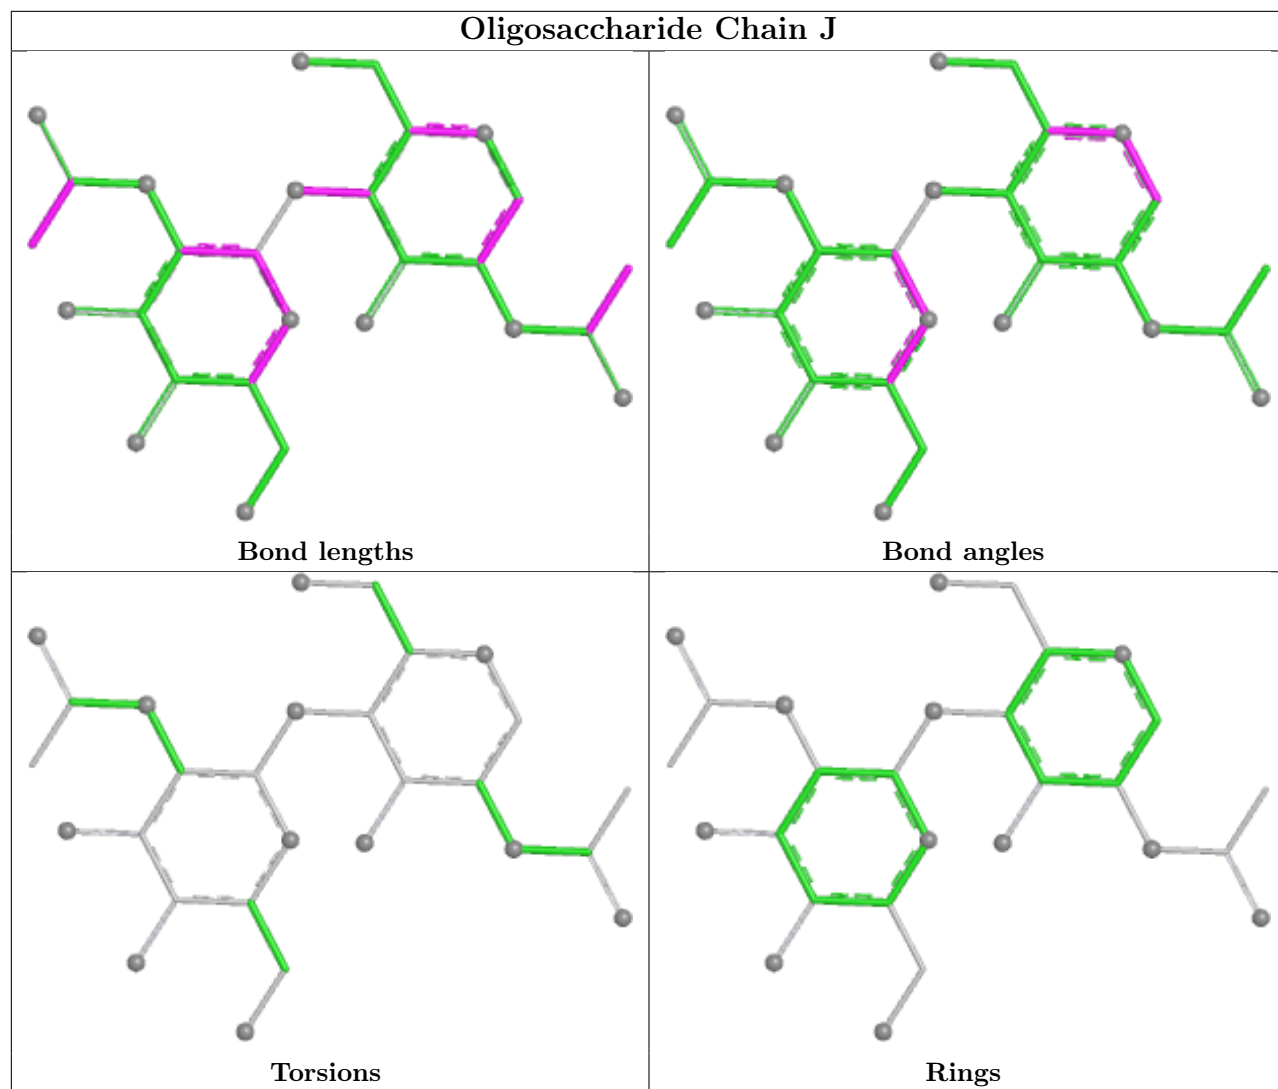 Oligosaccharide Chain J
Bond lengths
Bond angles
Torsions
Rings